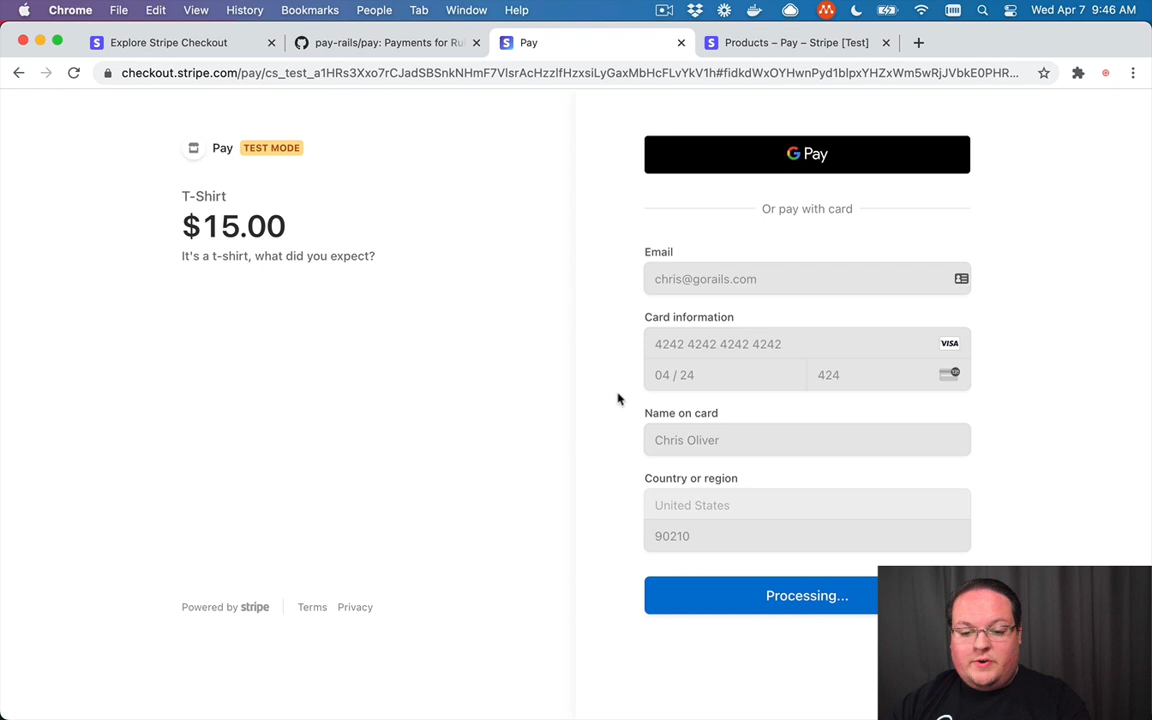 Chrome File Edit View History Bookmarks People Tab Window Help Wed Apr 7 9:46 AM
Explore Stripe Checkout pay-rails/pay: Payments for Ru Pay Products – Pay – Stripe [Test]
checkout.stripe.com/pay/cs_test_a1HRs3Xxo7rCJadSBSnkNHmF7VIsrAcHzzlfHzxsiLyGaxMbHcFLvYkV1h#fidkdWxOYHwnPyd1blpxYHZxWm5wRjJVbkE0PHR...
Pay TEST MODE
T-Shirt
$15.00
It's a t-shirt, what did you expect?
Powered by stripe Terms Privacy
G Pay
Or pay with card
Email
chris@gorails.com
Card information
4242 4242 4242 4242 VISA
04 / 24 424
Name on card
Chris Oliver
Country or region
United States
90210
Processing...